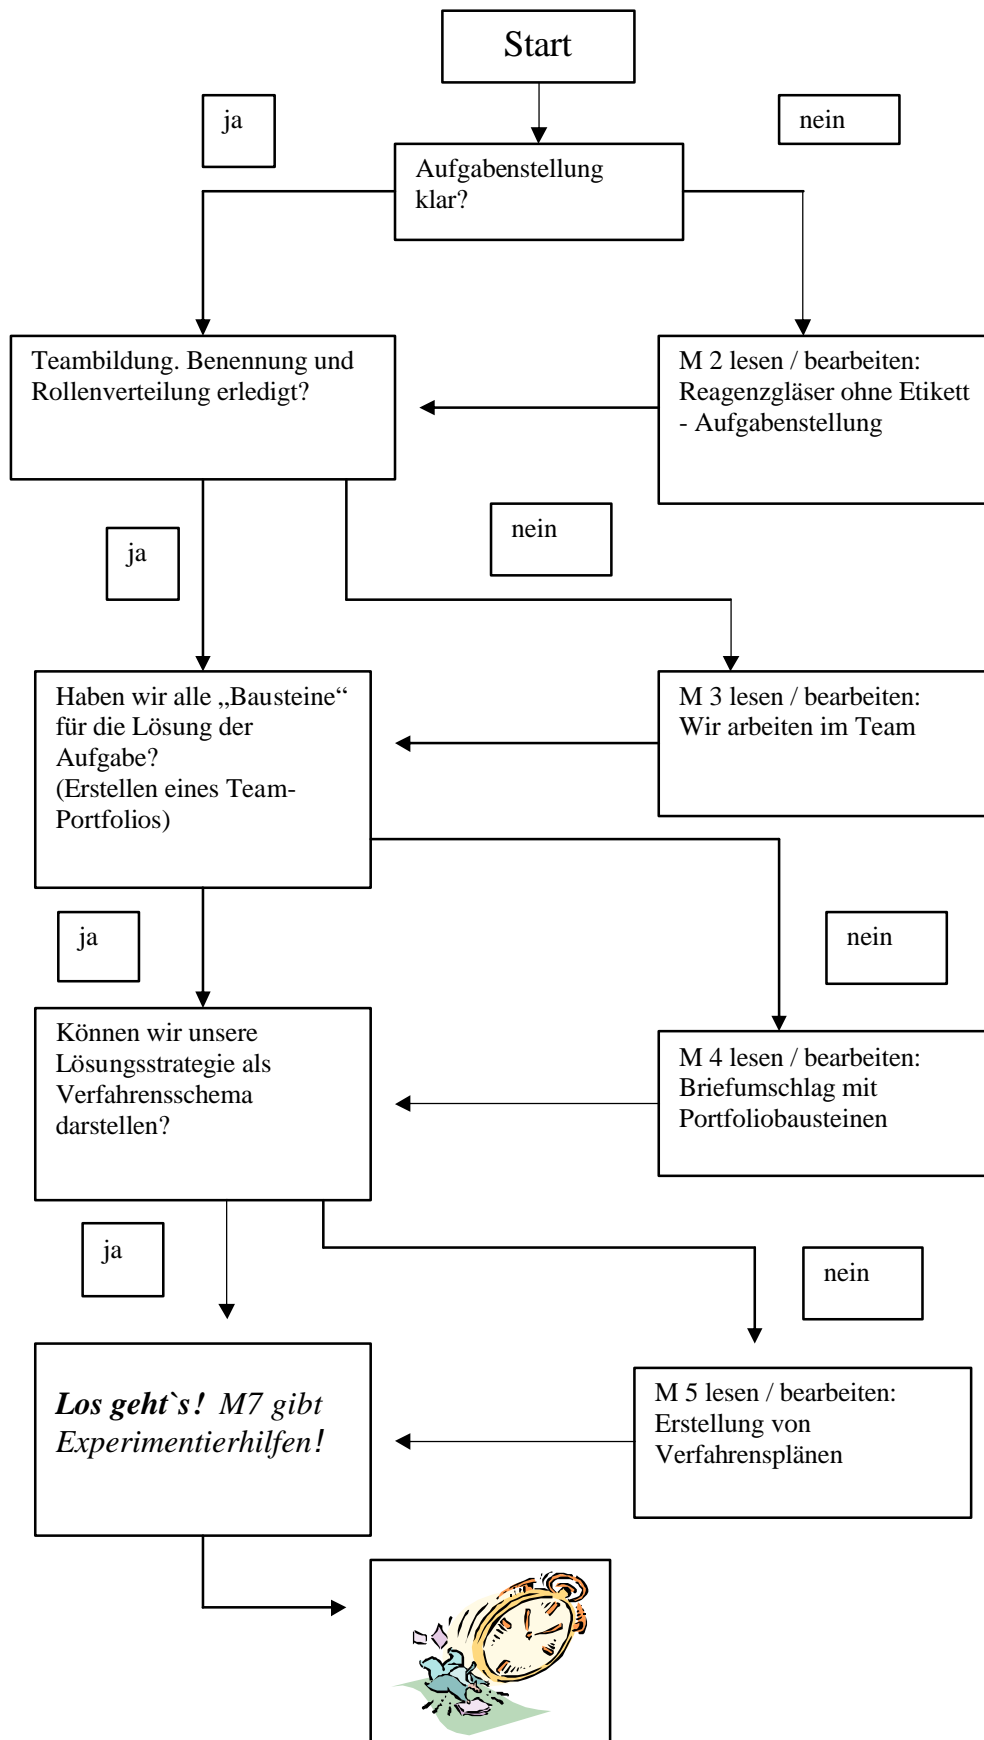 Start
ja
nein
Aufgabenstellung
klar?
Teambildung. Benennung und
Rollenverteilung erledigt?
M 2 lesen / bearbeiten:
Reagenzgläser ohne Etikett
- Aufgabenstellung
ja
nein
Haben wir alle „Bausteine“
für die Lösung der
Aufgabe?
(Erstellen eines Team-
Portfolios)
M 3 lesen / bearbeiten:
Wir arbeiten im Team
ja
nein
Können wir unsere
Lösungsstrategie als
Verfahrensschema
darstellen?
M 4 lesen / bearbeiten:
Briefumschlag mit
Portfoliobausteinen
ja
nein
Los geht`s! M7 gibt
Experimentierhilfen!
M 5 lesen / bearbeiten:
Erstellung von
Verfahrensplänen